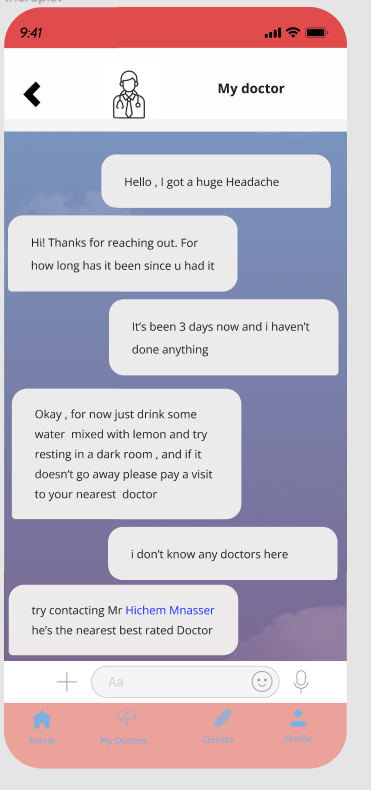 therapist
9:41
My doctor
Hello , I got a huge Headache
Hi! Thanks for reaching out. For
how long has it been since u had it
It's been 3 days now and i haven't
done anything
Okay , for now just drink some
water mixed with lemon and try
resting in a dark room , and if it
doesn't go away please pay a visit
to your nearest doctor
i don't know any doctors here
try contacting Mr Hichem Mnasser
he's the nearest best rated Doctor
Aa
Home My Doctors Donate Profile